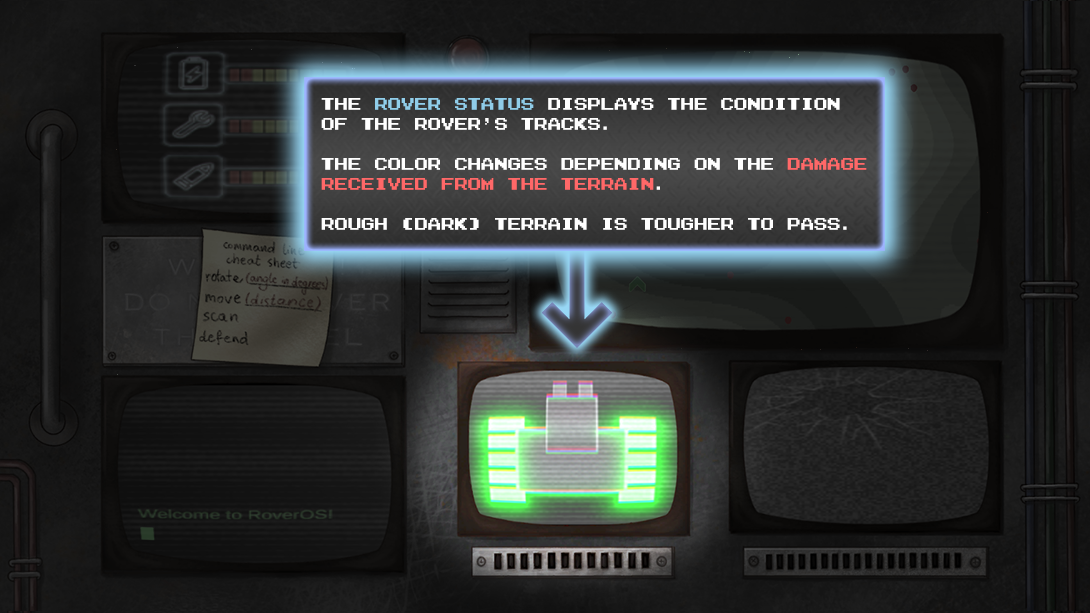 THE ROVER STATUS DISPLAYS THE CONDITION
OF THE ROVER'S TRACKS.
THE COLOR CHANGES DEPENDING ON THE DAMAGE
RECEIVED FROM THE TERRAIN.
ROUGH (DARK) TERRAIN IS TOUGHER TO PASS.
command line
cheat sheet
rotate (angle in degrees)
move (distance)
scan
defend
Welcome to RoverOS!